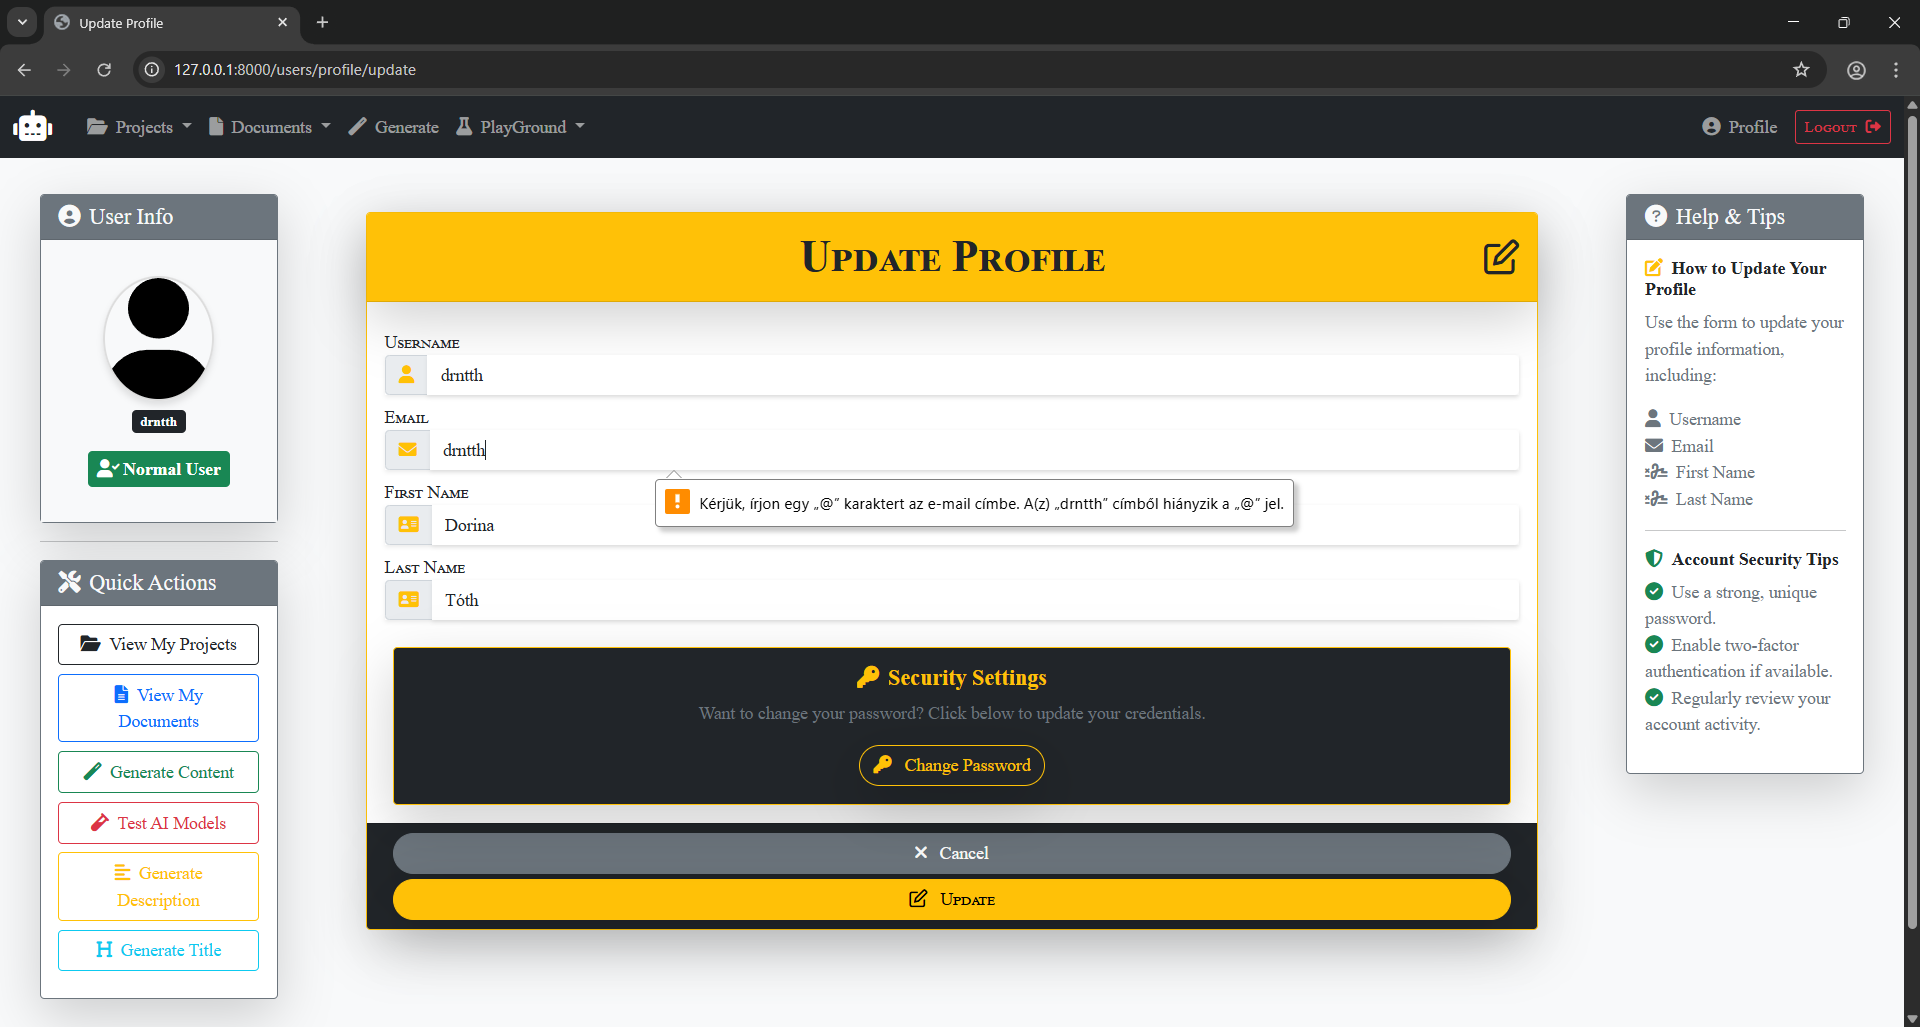 Update Profile
127.0.0.1:8000/users/profile/update
Projects Documents Generate PlayGround Profile Logout
User Info
drntth
Normal User
Quick Actions
View My Projects
View My
Documents
Generate Content
Test AI Models
Generate
Description
Generate Title
Update Profile
Username
drntth
Email
drntth
Kérjük, írjon egy „@” karaktert az e-mail címbe. A(z) „drntth” címből hiányzik a „@” jel.
First Name
Dorina
Last Name
Tóth
Security Settings
Want to change your password? Click below to update your credentials.
Change Password
Cancel
Update
Help & Tips
How to Update Your
Profile
Use the form to update your
profile information,
including:
Username
Email
First Name
Last Name
Account Security Tips
Use a strong, unique
password.
Enable two-factor
authentication if available.
Regularly review your
account activity.